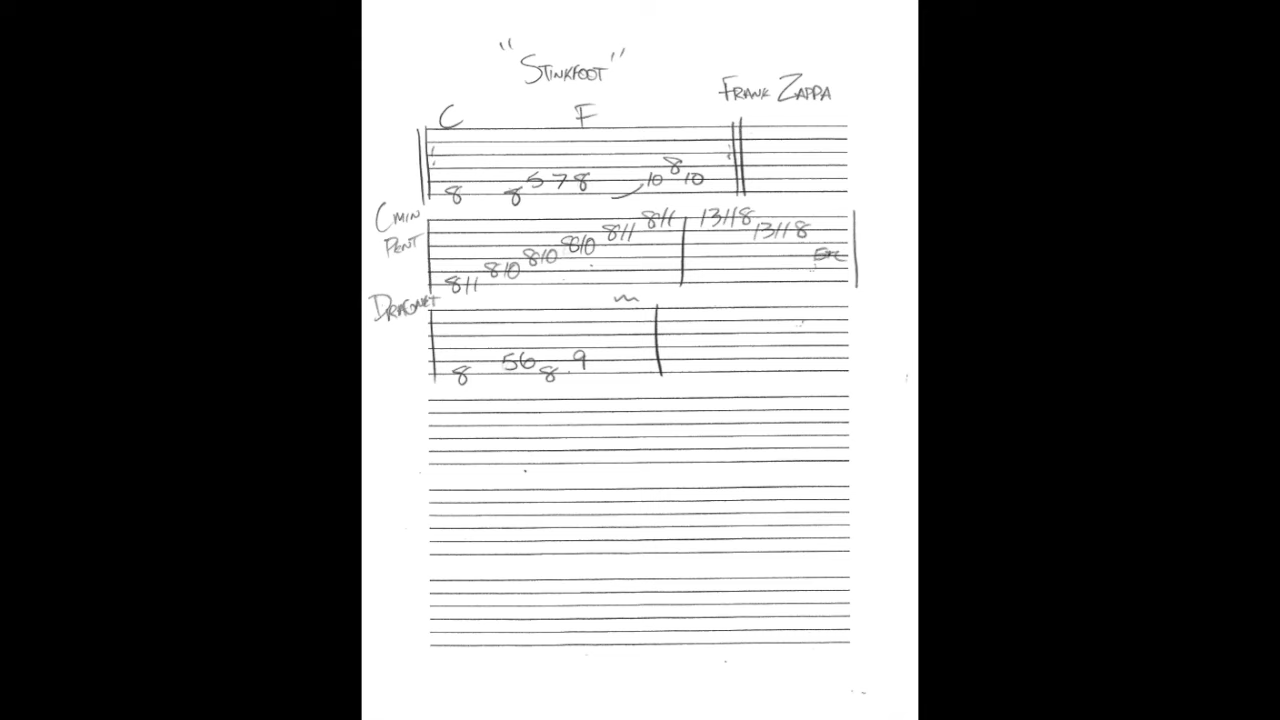 "STINKFOOT"
FRANK ZAPPA
C F
8 8 5 7 8 10 8 10
C MIN
PENT
8 11 8 10 8 10 8 10 8 11 8 11 13 11 8 13 11 8
DRAGNET
8 5 6 8 9